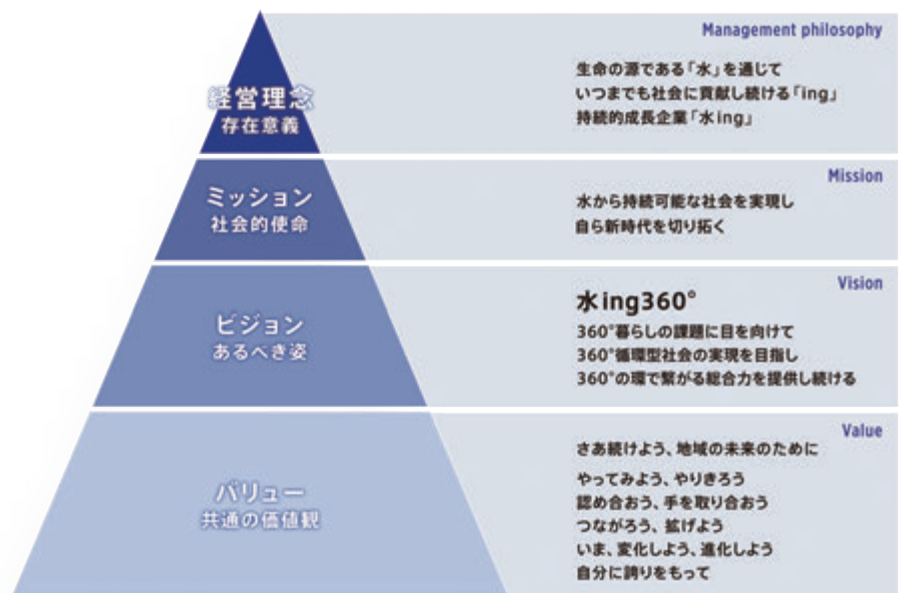 経営理念
存在意義
Management philosophy
生命の源である「水」を通じて
いつまでも社会に貢献し続ける「ing」
持続的成長企業「水ing」
ミッション
社会的使命
Mission
水から持続可能な社会を実現し
自ら新時代を切り拓く
ビジョン
あるべき姿
Vision
水ing360°
360°暮らしの課題に目を向けて
360°循環型社会の実現を目指し
360°の環で繋がる総合力を提供し続ける
バリュー
共通の価値観
Value
さあ続けよう、地域の未来のために
やってみよう、やりきろう
認め合おう、手を取り合おう
つながろう、拡げよう
いま、変化しよう、進化しよう
自分に誇りをもって